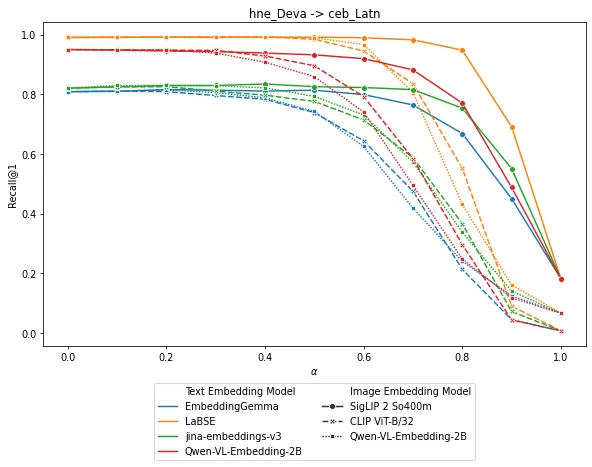 hne_Deva -> ceb_Latn
Recall@1
1.0
0.8
0.6
0.4
0.2
0.0
0.0 0.2 0.4 0.6 0.8 1.0
α
Text Embedding Model
EmbeddingGemma
LaBSE
jina-embeddings-v3
Qwen-VL-Embedding-2B
Image Embedding Model
SigLIP 2 So400m
CLIP ViT-B/32
Qwen-VL-Embedding-2B